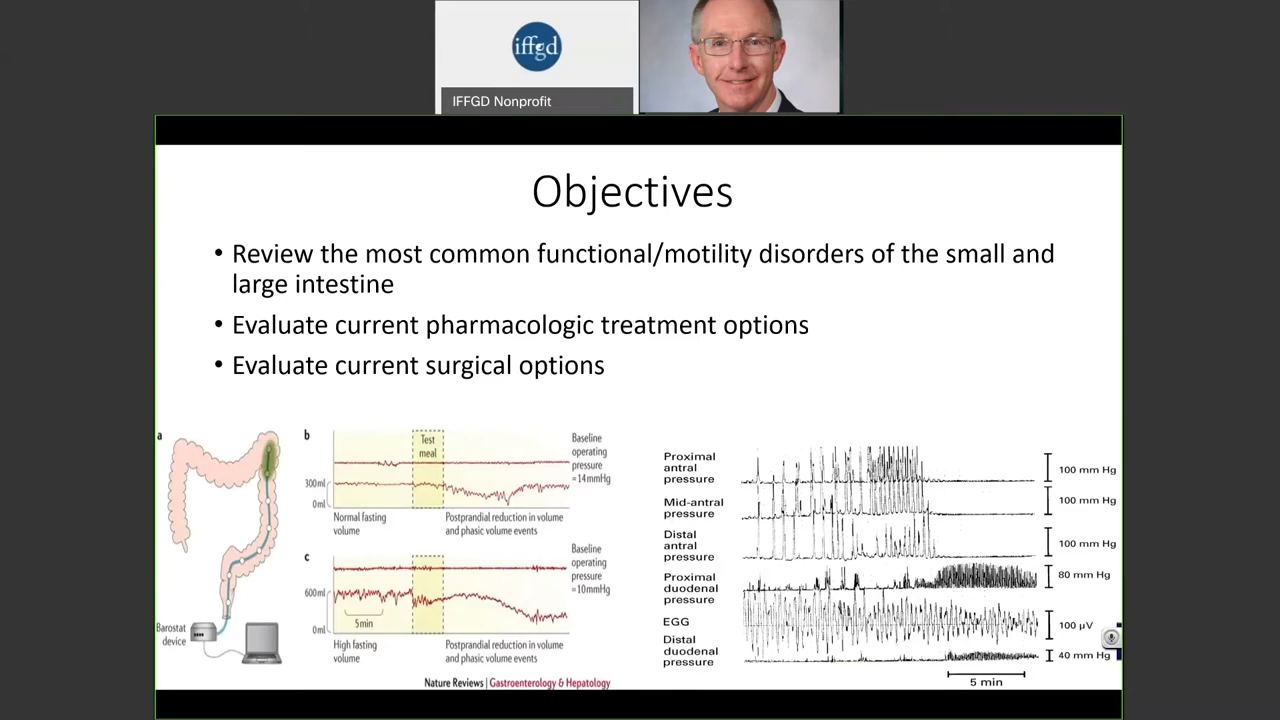 iffgd
IFFGD Nonprofit
Objectives
• Review the most common functional/motility disorders of the small and
large intestine
• Evaluate current pharmacologic treatment options
• Evaluate current surgical options
a
Barostat
device
b
Test
meal
300ml
0ml
Baseline
operating
pressure
=14mmHg
Normal fasting
volume
Postprandial reduction in volume
and phasic volume events
c
600ml
0ml
5min
Baseline
operating
pressure
=10mmHg
High fasting
volume
Postprandial reduction in volume
and phasic volume events
Nature Reviews | Gastroenterology & Hepatology
Proximal
antral
pressure
100 mm Hg
Mid-antral
pressure
100 mm Hg
Distal
antral
pressure
100 mm Hg
Proximal
duodenal
pressure
80 mm Hg
EGG
100 µV
Distal
duodenal
pressure
40 mm Hg
5 min